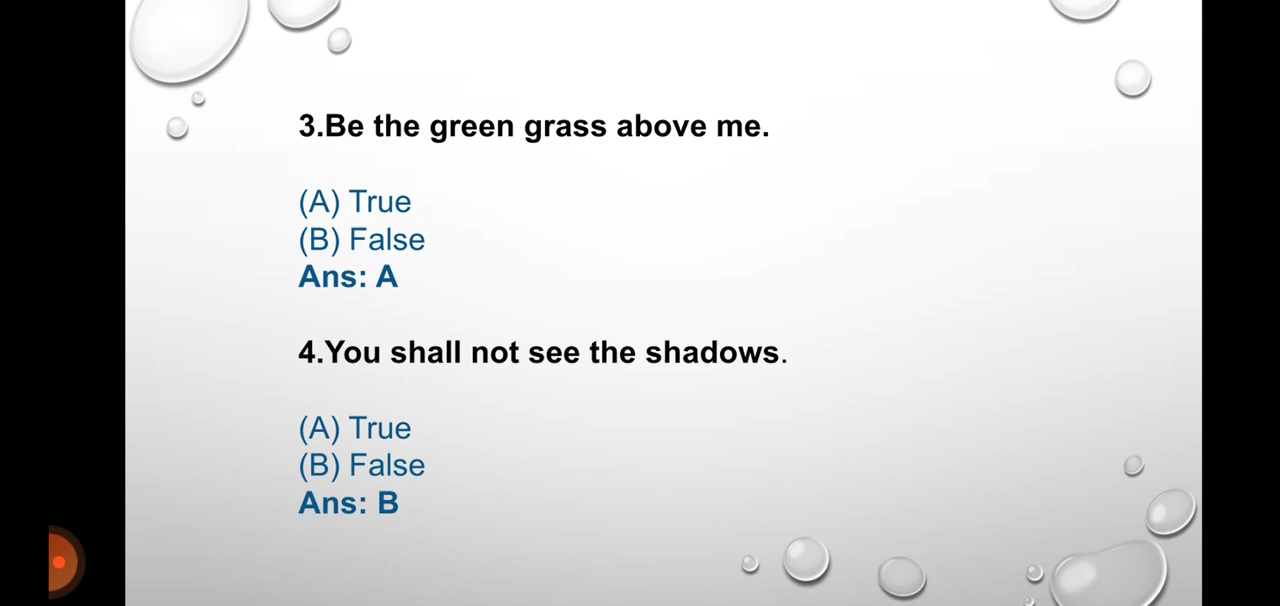 3.Be the green grass above me.
(A) True
(B) False
Ans: A
4.You shall not see the shadows.
(A) True
(B) False
Ans: B